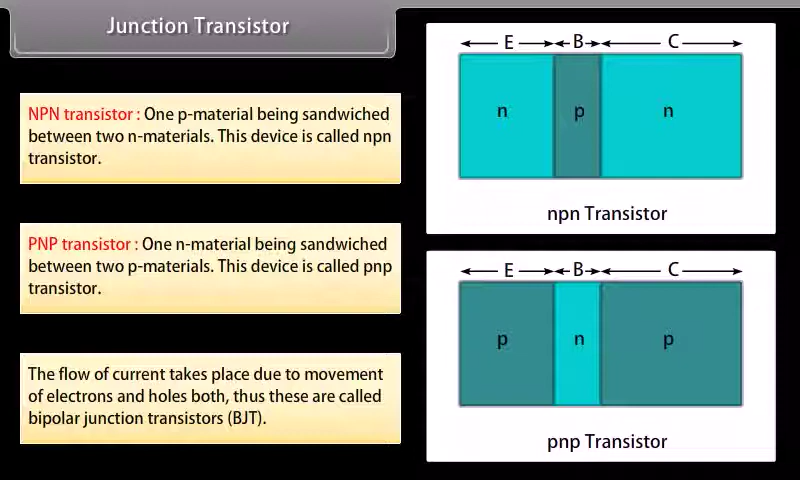 Junction Transistor
NPN transistor : One p-material being sandwiched
between two n-materials. This device is called npn
transistor.
PNP transistor : One n-material being sandwiched
between two p-materials. This device is called pnp
transistor.
The flow of current takes place due to movement
of electrons and holes both, thus these are called
bipolar junction transistors (BJT).
E B C
n p n
npn Transistor
E B C
p n p
pnp Transistor